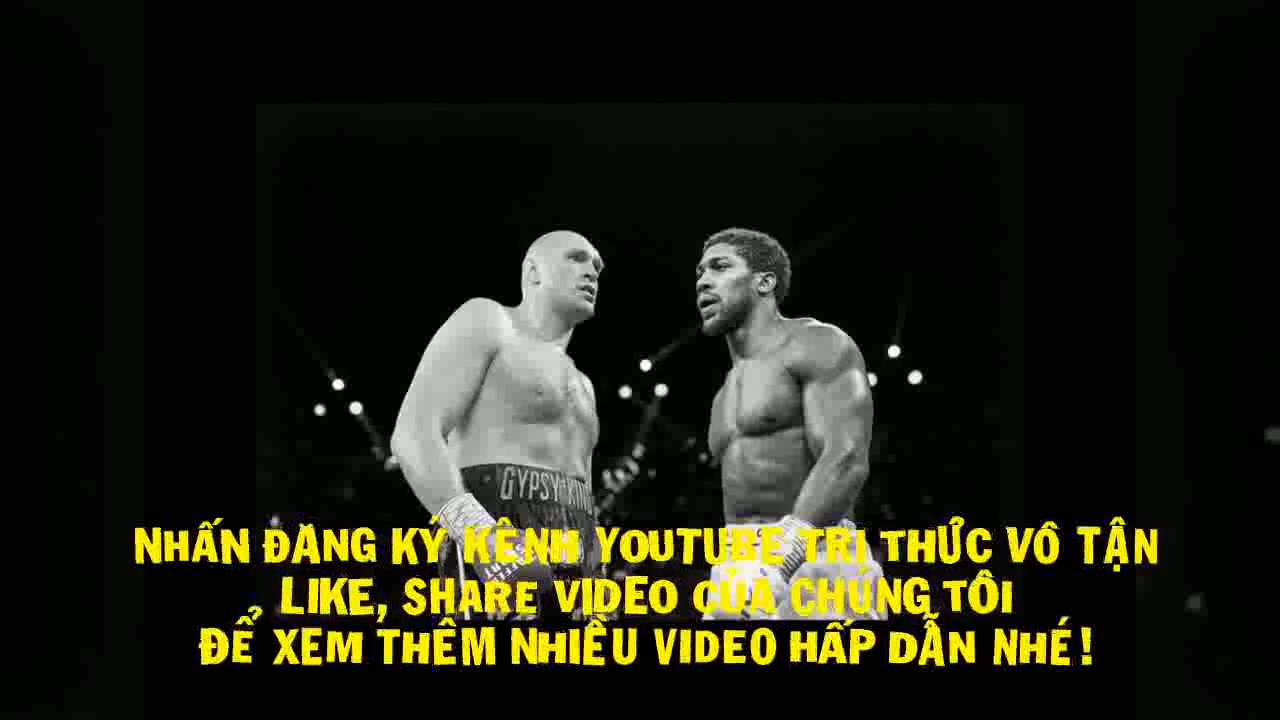 GYPSY KING
NHẤN ĐĂNG KÝ KÊNH YOUTUBE TRI THỨC VÔ TẬN
LIKE, SHARE VIDEO CỦA CHÚNG TÔI
ĐỂ XEM THÊM NHIỀU VIDEO HẤP DẪN NHÉ!